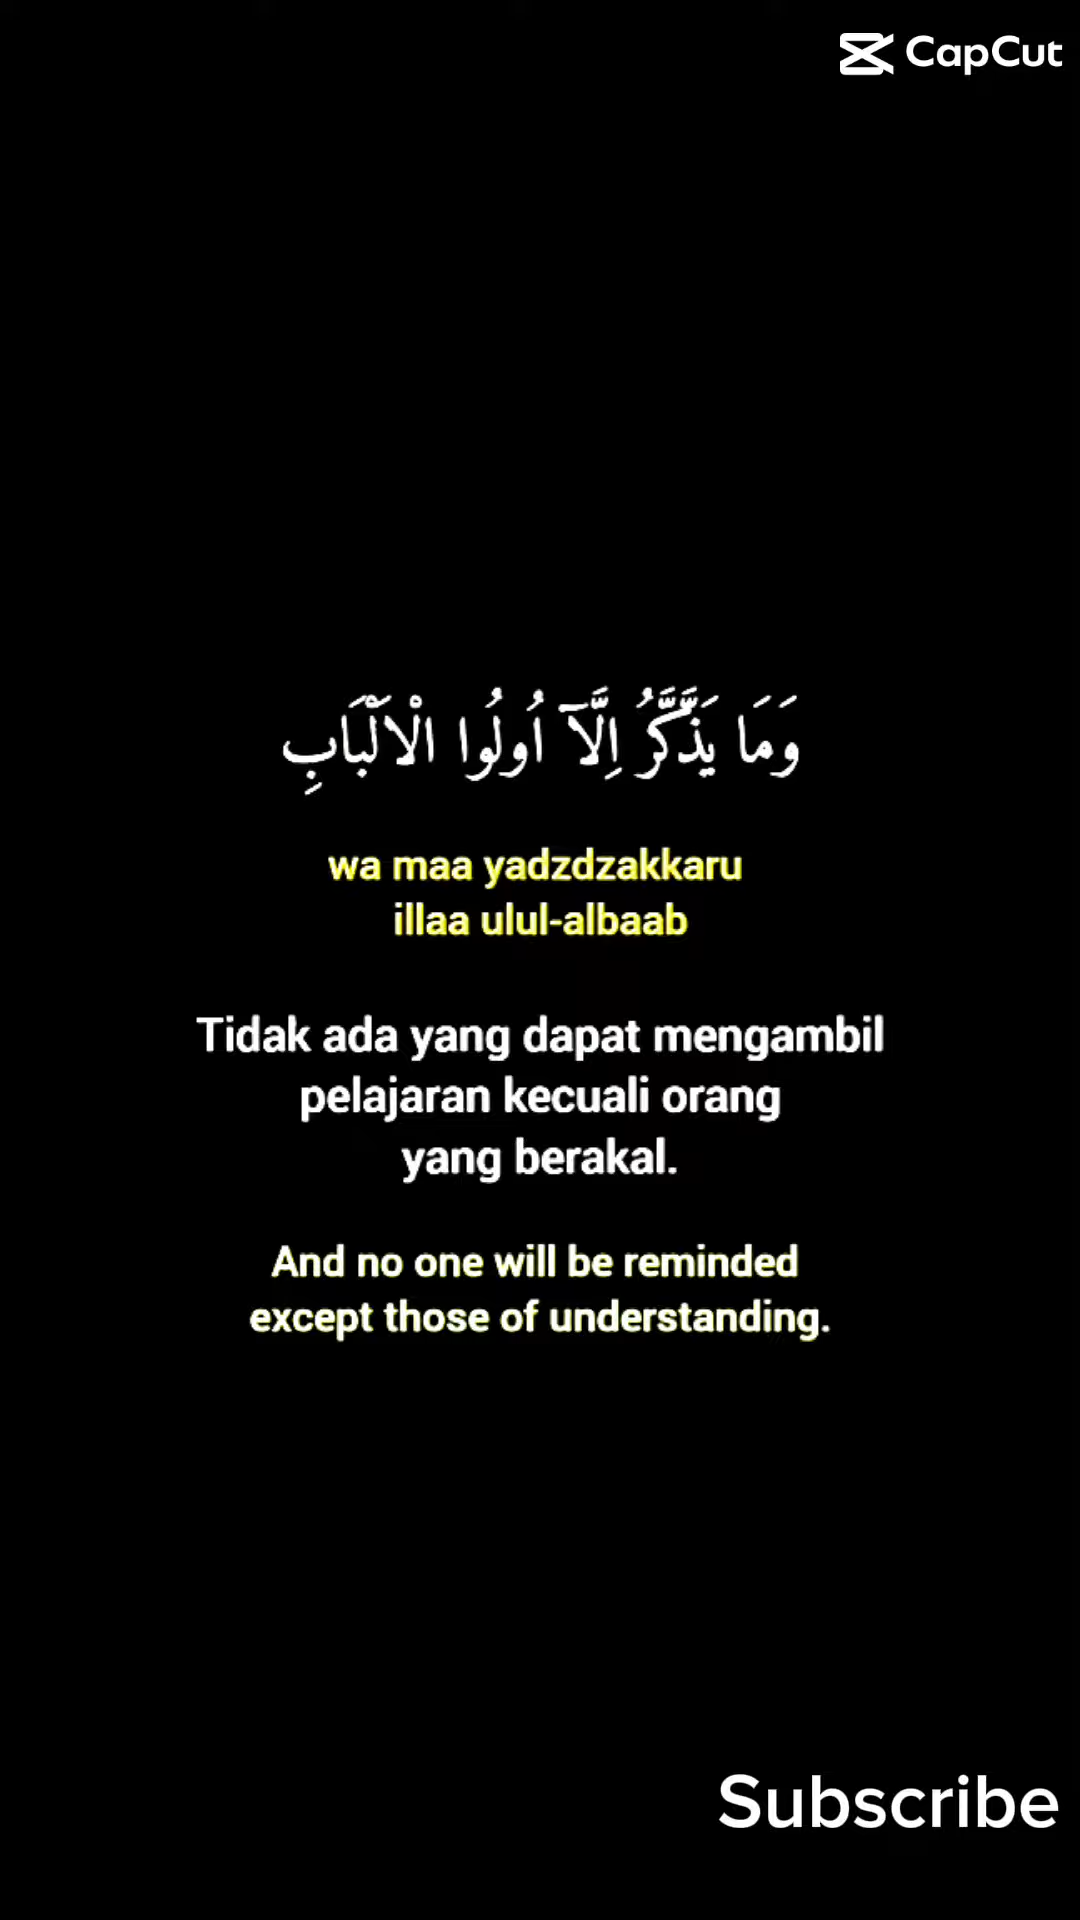 CapCut
وَمَا يَذَّكَّرُ اِلَّآ اُولُوا الْاَلْبَابِ
wa maa yadzdzakkaru
illaa ulul-albaab
Tidak ada yang dapat mengambil
pelajaran kecuali orang
yang berakal.
And no one will be reminded
except those of understanding.
Subscribe